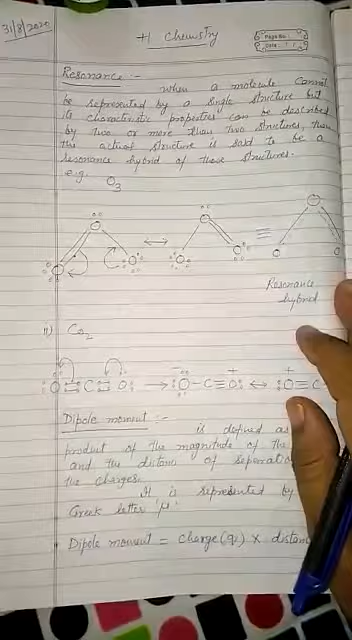 31/8/2020
H Chemistry
Page No.
Date
Resonance :-
when a molecule cannot
be represented by a single structure but
its characteristic properties can be described
by two or more than two structures, then
the actual structure is said to be a
resonance hybrid of these structures.
e.g. O3
Resonance
hybrid
ii) CO2
O = C = O → O - C ≡ O ↔ O ≡ C
Dipole moment :-
is defined as
product of the magnitude of the
and the distance of separation
the charges.
It is represented by
Greek letter 'μ'
Dipole moment = charge (q) x distan